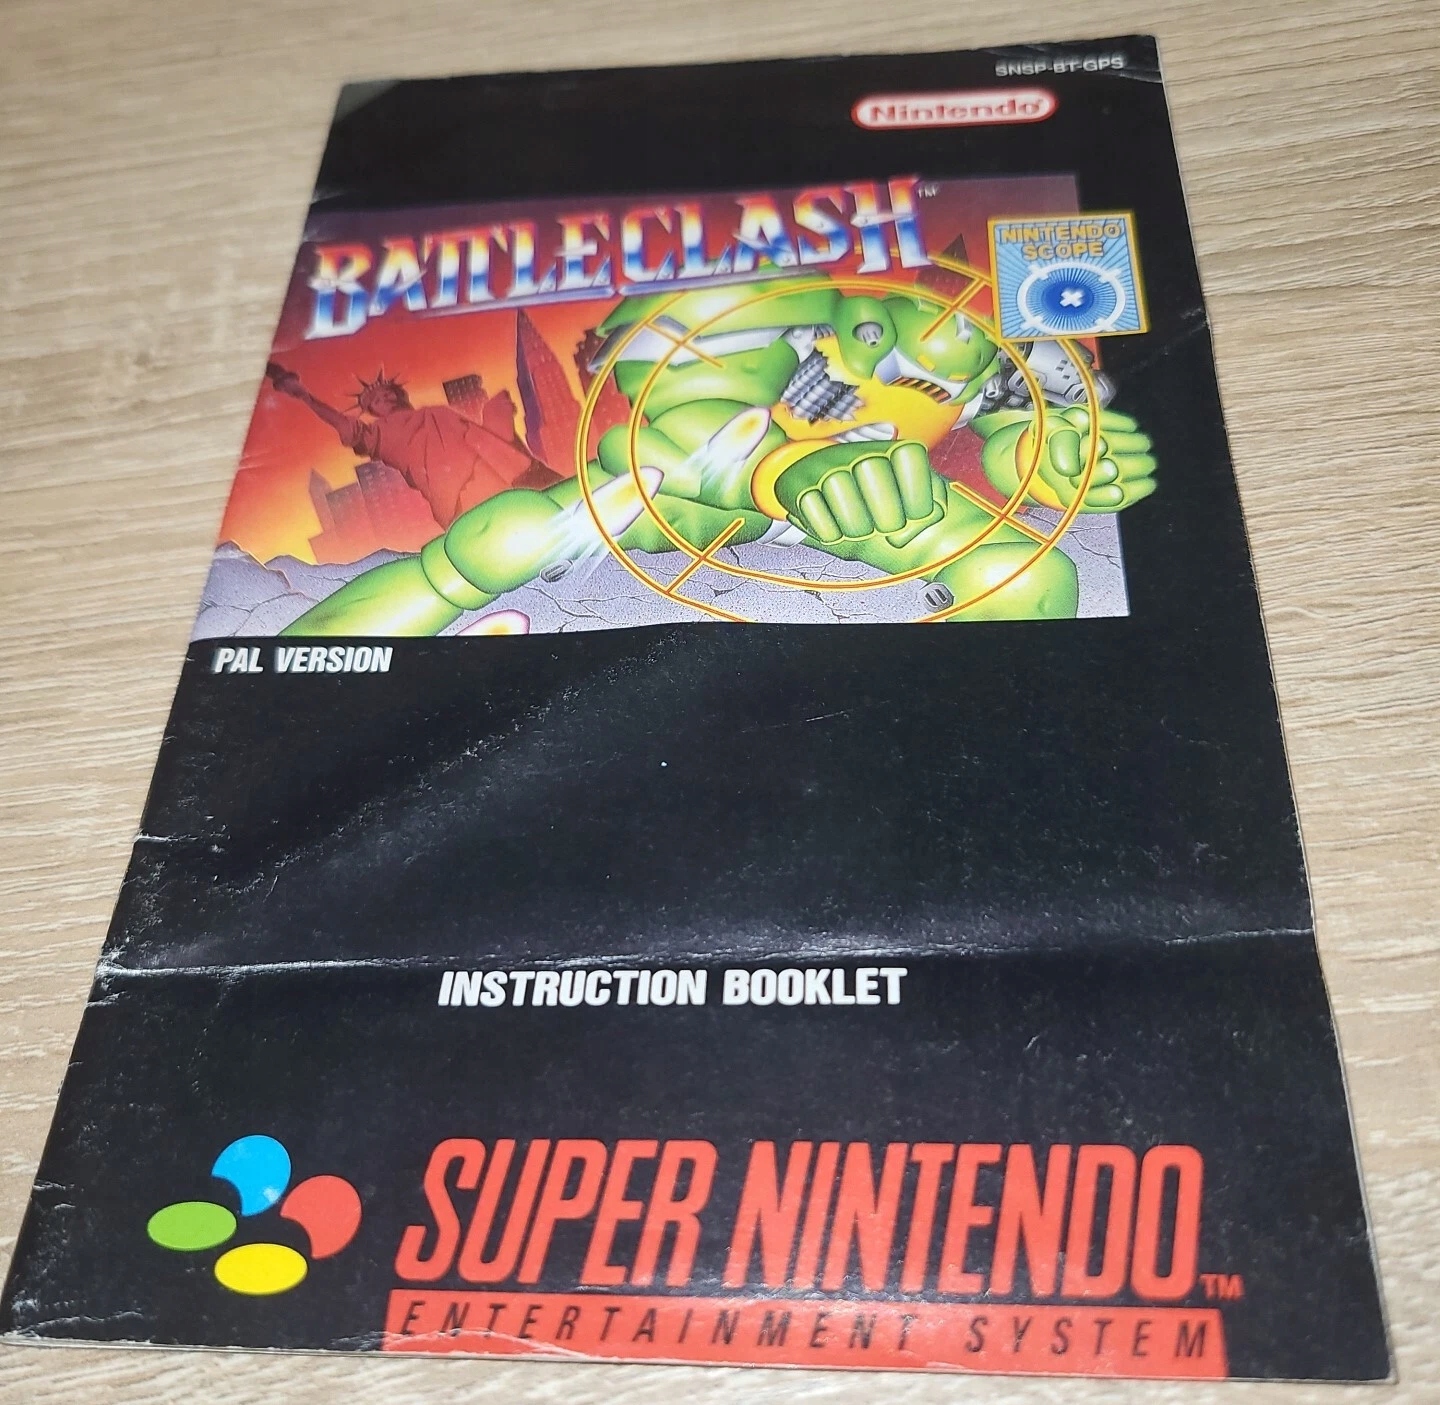 SNSP-BT-GPS
Nintendo
BATTLECLASH™
NINTENDO
SCOPE
PAL VERSION
INSTRUCTION BOOKLET
SUPER NINTENDO™
ENTERTAINMENT SYSTEM